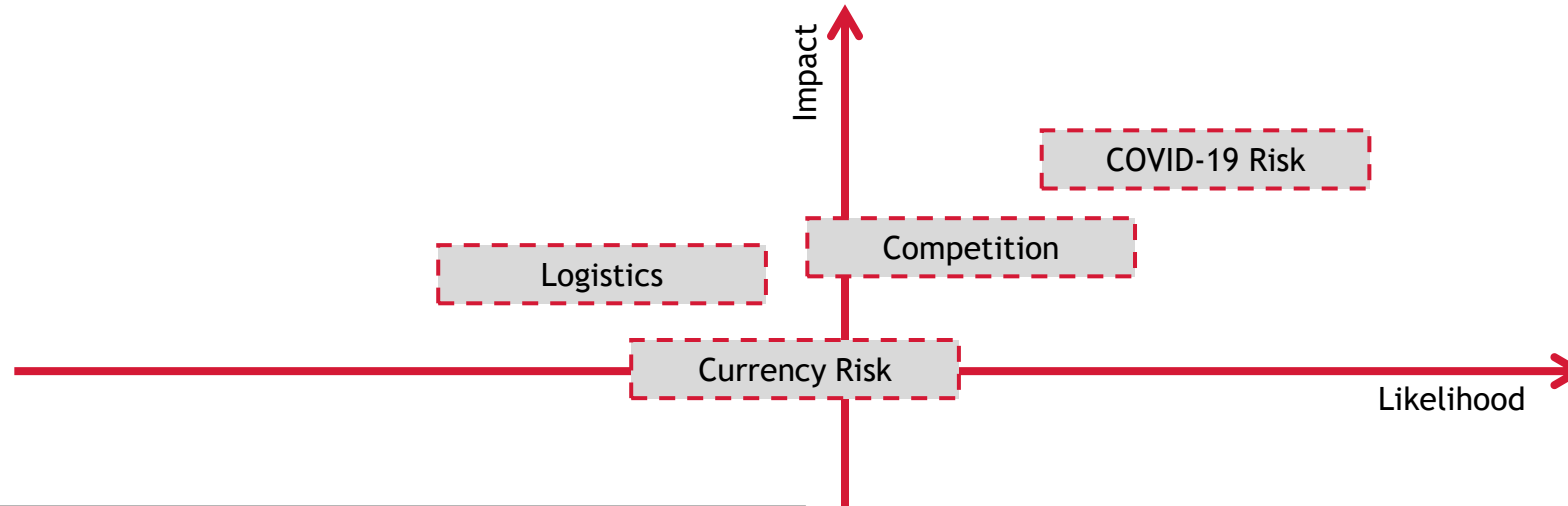 Impact
COVID-19 Risk
Competition
Logistics
Currency Risk
Likelihood